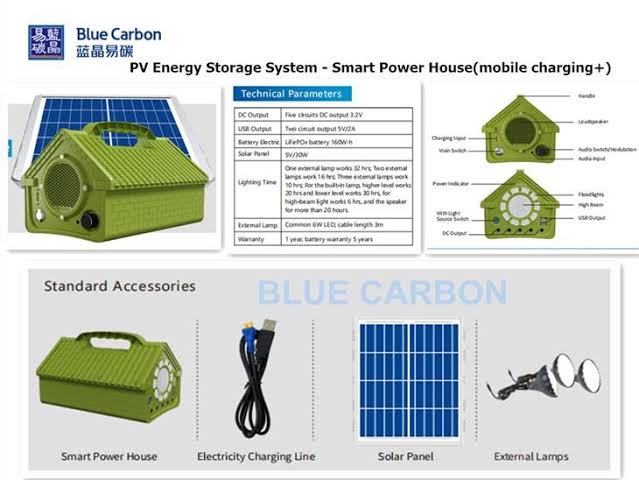 易藍
碳晶
Blue Carbon
蓝晶易碳
PV Energy Storage System - Smart Power House(mobile charging+)
Technical Parameters
DC Output Five circuits DC output 3.2V
USB Output Two circuit output 5V/2A
Battery Electric LiFePOx battery 160W-h
Solar Panel 5V/30W
Lighting Time One external lamp works 32 hrs; Two external
lamps work 16 hrs; Three external lamps work
10 hrs; For the built-in lamp, higher level works
20 hrs and lower level works 30 hrs, for
high-beam light works 6 hrs, and the speaker
for more than 20 hours.
External Lamp Common 6W LED; cable length 3m
Warranty 1 year, battery warranty 5 years
Handle
Loudspeaker
Charging Input
Main Switch
Audio Switch/Modulation
Audio Input
Power Indicator
Floodlights
High Beam
With Light
Source Switch
USB Output
DC Output
Standard Accessories
BLUE CARBON
Smart Power House
Electricity Charging Line
Solar Panel
External Lamps